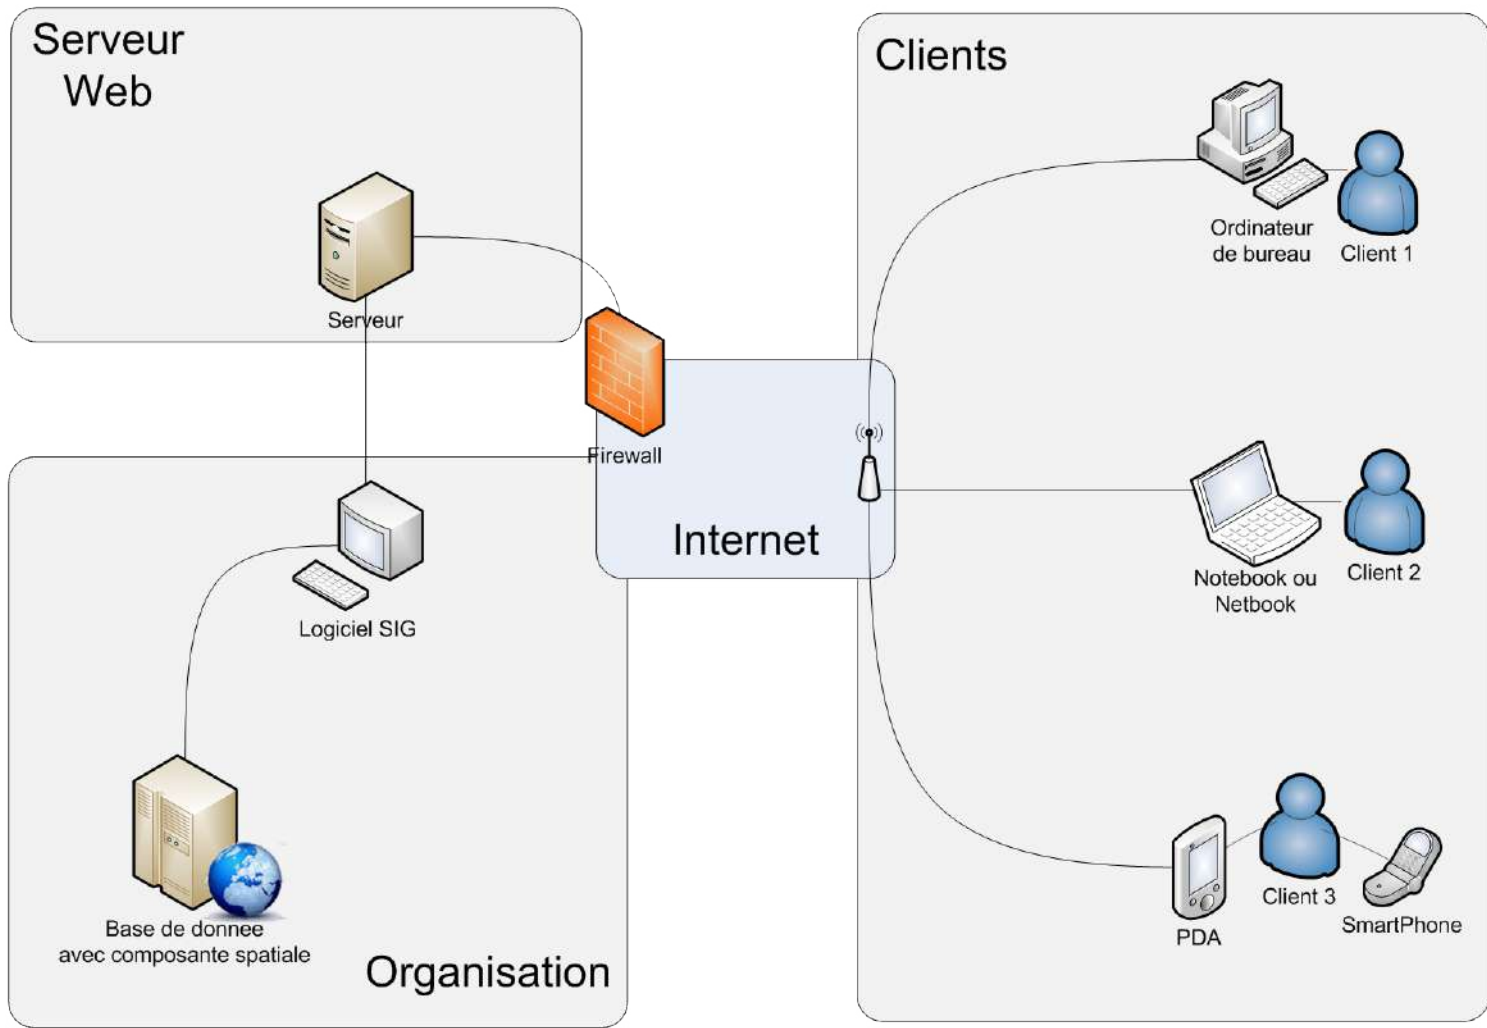 Serveur
Web
Serveur
Firewall
Internet
Logiciel SIG
Base de donnee
avec composante spatiale
Organisation
Clients
Ordinateur
de bureau
Client 1
Notebook ou
Netbook
Client 2
PDA
Client 3
SmartPhone